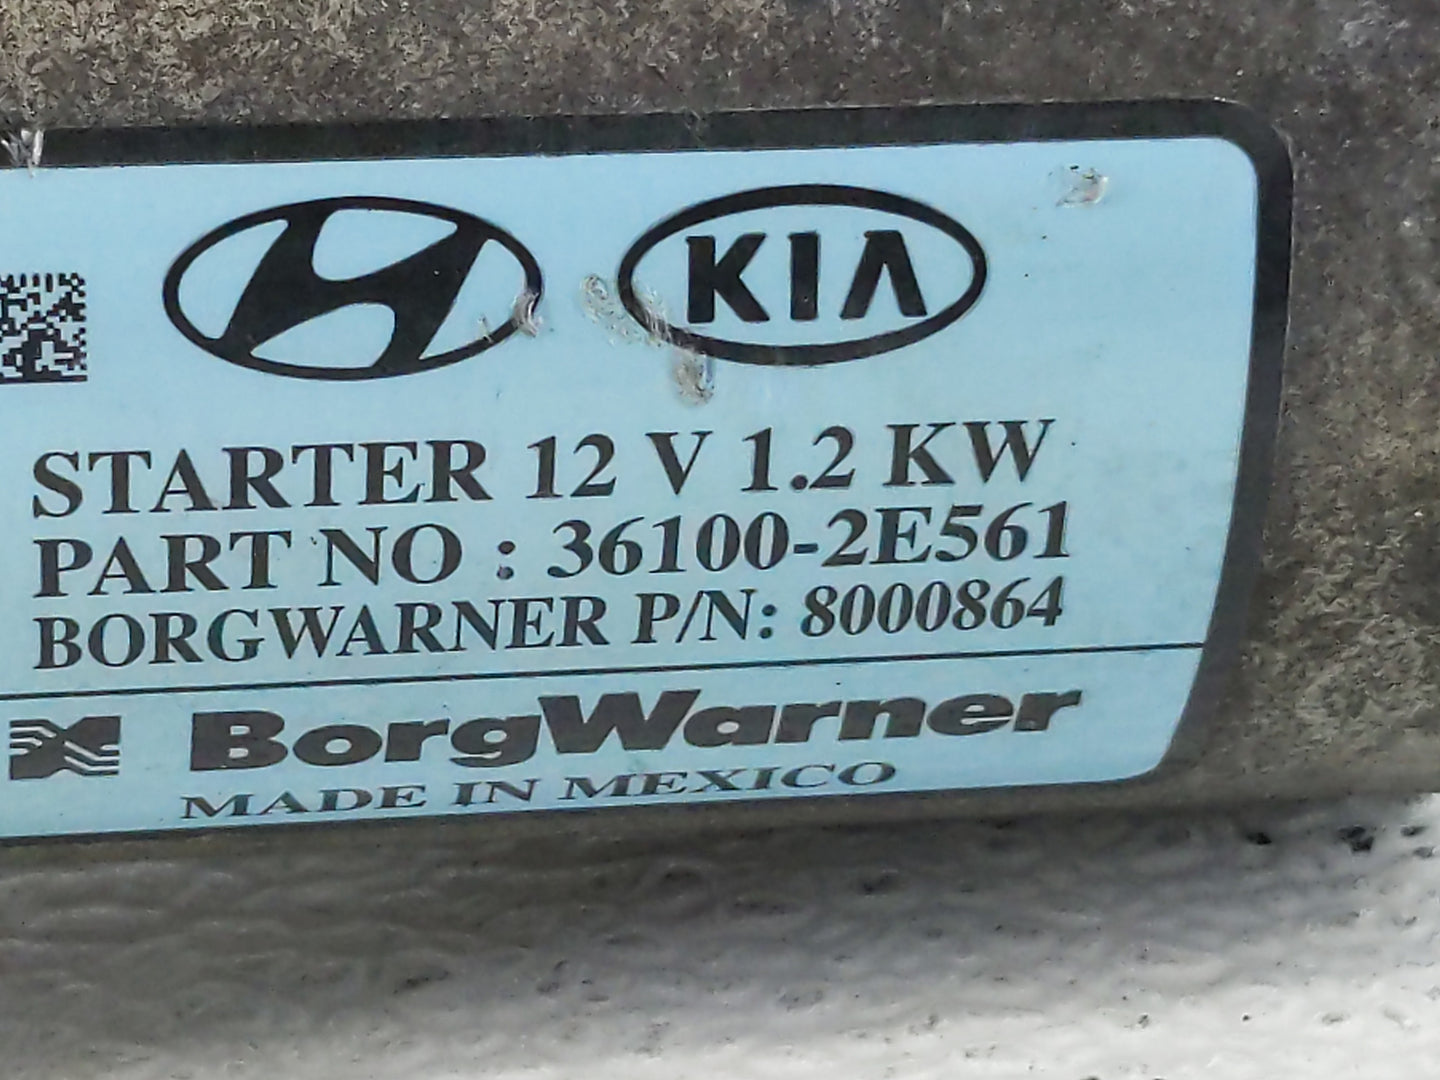 KIA
STARTER 12 V 1.2 KW
PART NO : 36100-2E561
BORGWARNER P/N: 8000864
BorgWarner
MADE IN MEXICO